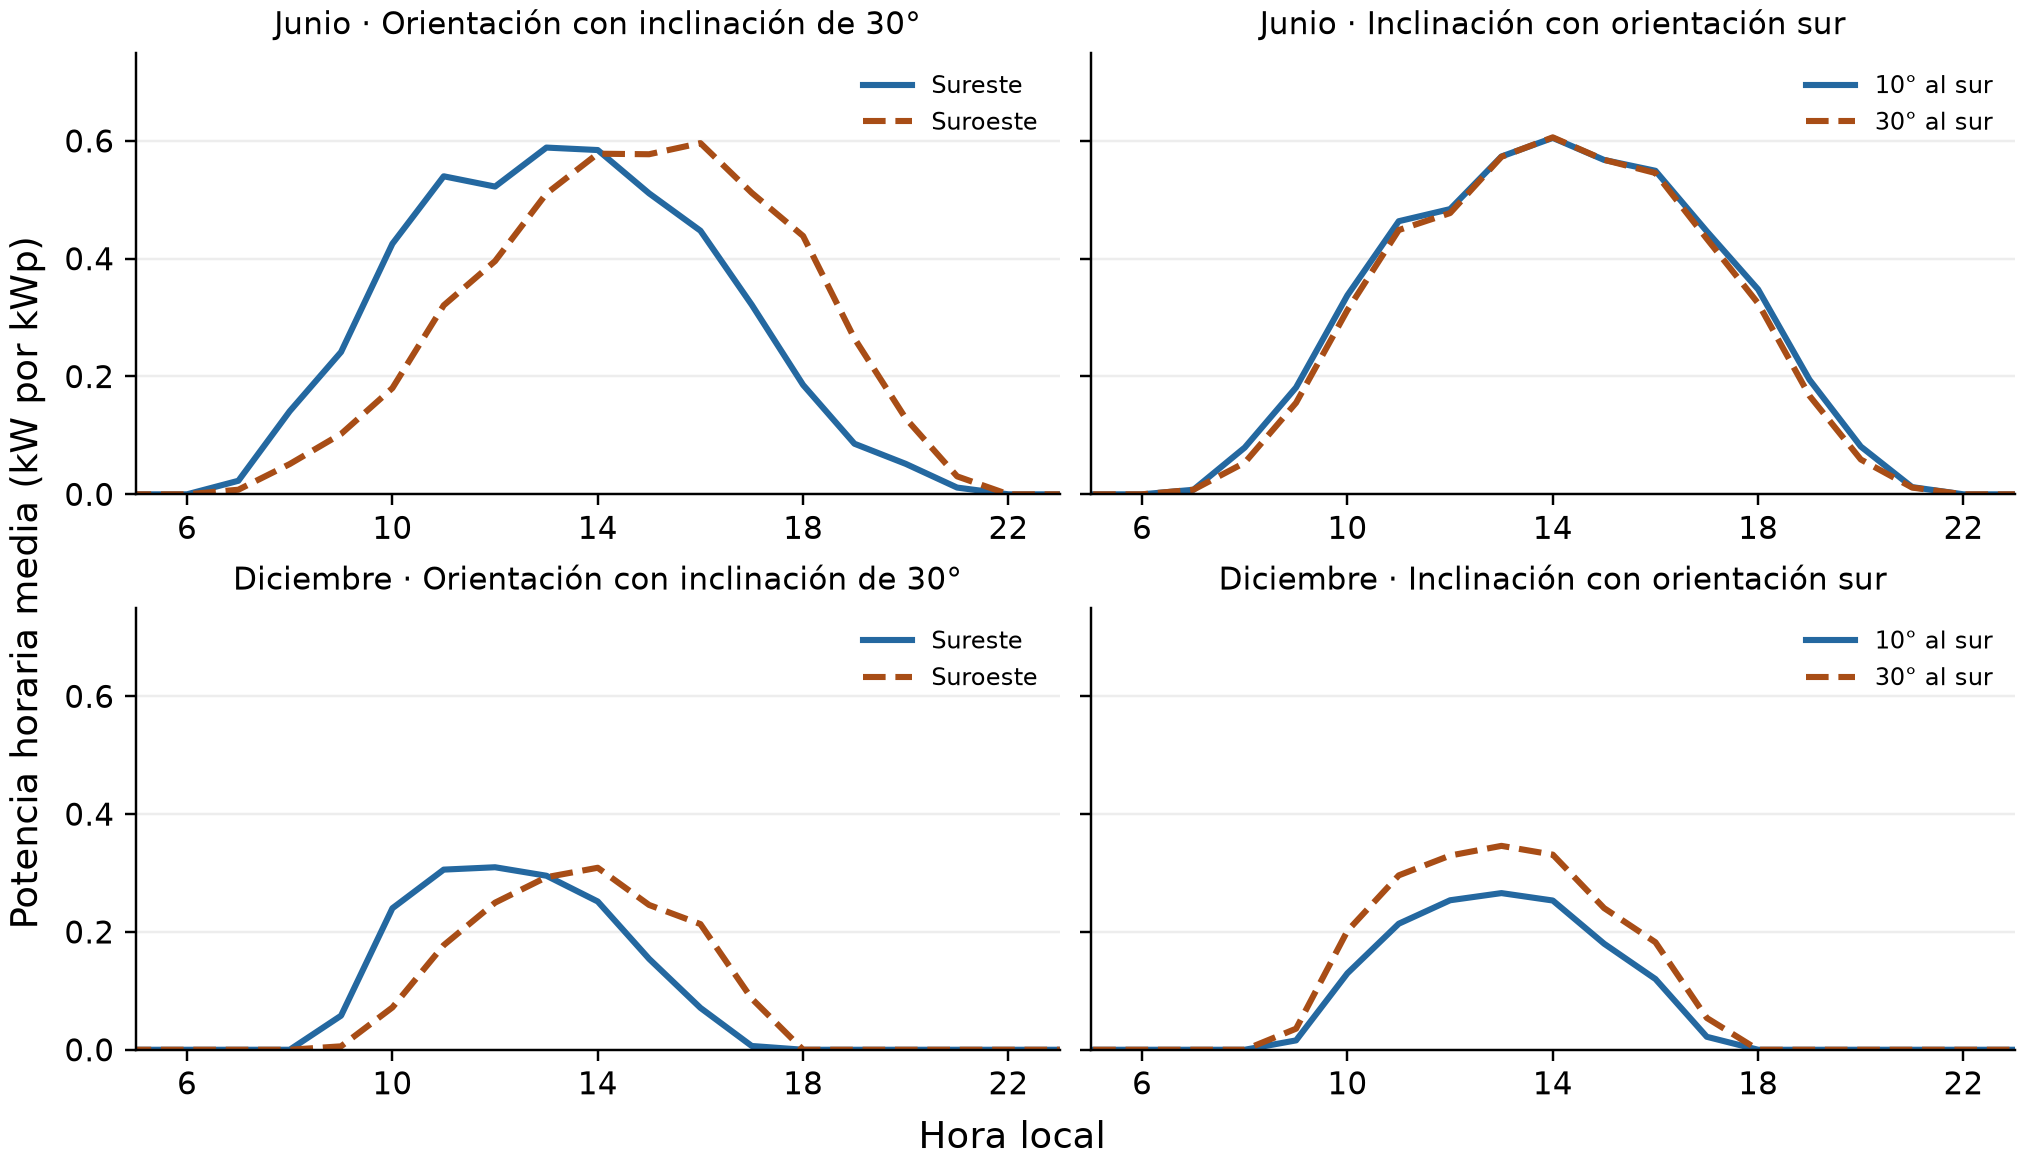 Junio · Orientación con inclinación de 30°
Sureste
Suroeste
0.6
0.4
0.2
0.0
6 10 14 18 22
Junio · Inclinación con orientación sur
10° al sur
30° al sur
6 10 14 18 22
Potencia horaria media (kW por kWp)
Diciembre · Orientación con inclinación de 30°
Sureste
Suroeste
0.6
0.4
0.2
0.0
6 10 14 18 22
Diciembre · Inclinación con orientación sur
10° al sur
30° al sur
6 10 14 18 22
Hora local